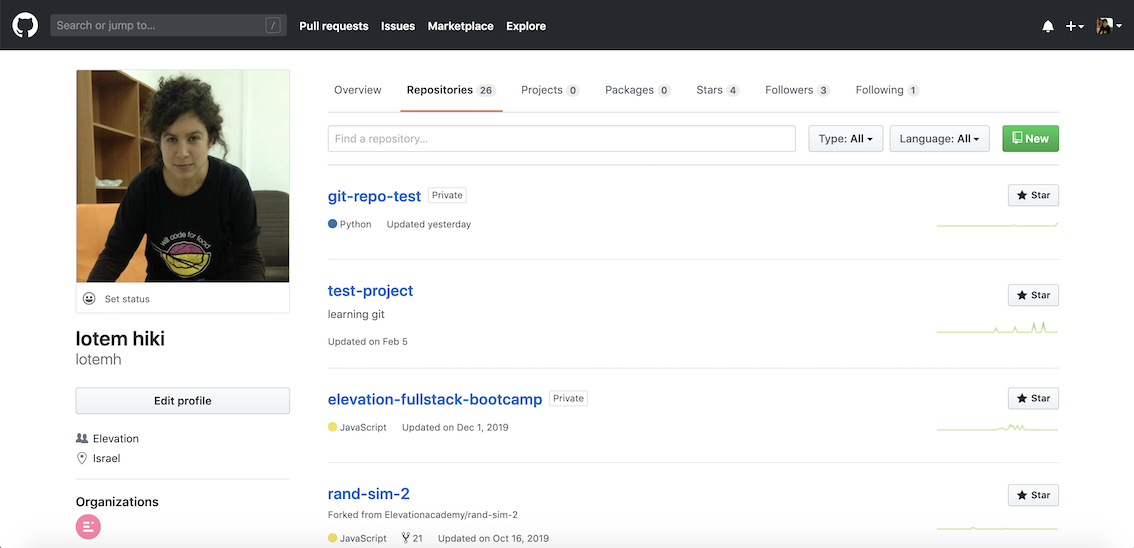 Search or jump to...
/
Pull requests
Issues
Marketplace
Explore
Overview
Repositories 26
Projects 0
Packages 0
Stars 4
Followers 3
Following 1
Find a repository...
Type: All
Language: All
New
will code for food
Set status
lotem hiki
lotemh
Edit profile
Elevation
Israel
Organizations
git-repo-test Private
Star
Python Updated yesterday
test-project
Star
learning git
Updated on Feb 5
elevation-fullstack-bootcamp Private
Star
JavaScript Updated on Dec 1, 2019
rand-sim-2
Star
Forked from Elevationacademy/rand-sim-2
JavaScript 21 Updated on Oct 16, 2019